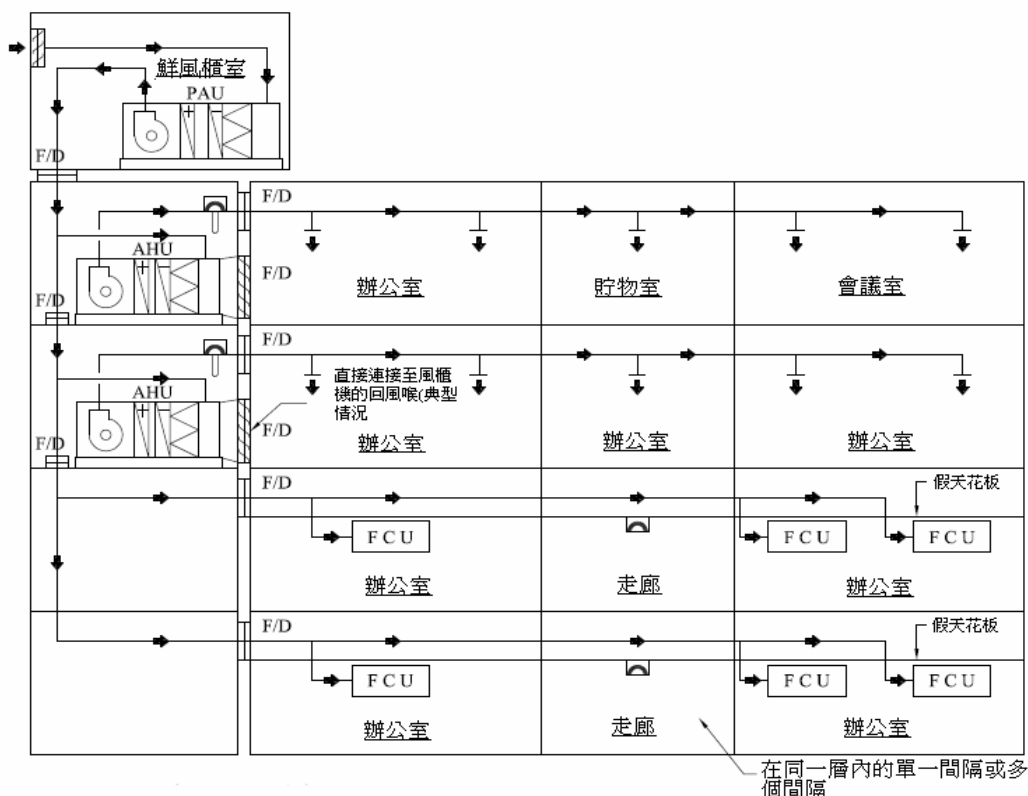 鮮風櫃室
PAU
F/D
F/D
AHU
F/D
F/D
辦公室
貯物室
會議室
F/D
直接連接至風櫃
機的回風喉(典型
情況
AHU
F/D
F/D
辦公室
辦公室
辦公室
F/D
假天花板
FCU
FCU
FCU
辦公室
走廊
辦公室
F/D
假天花板
FCU
FCU
FCU
辦公室
走廊
辦公室
在同一層內的單一間隔或多
個間隔